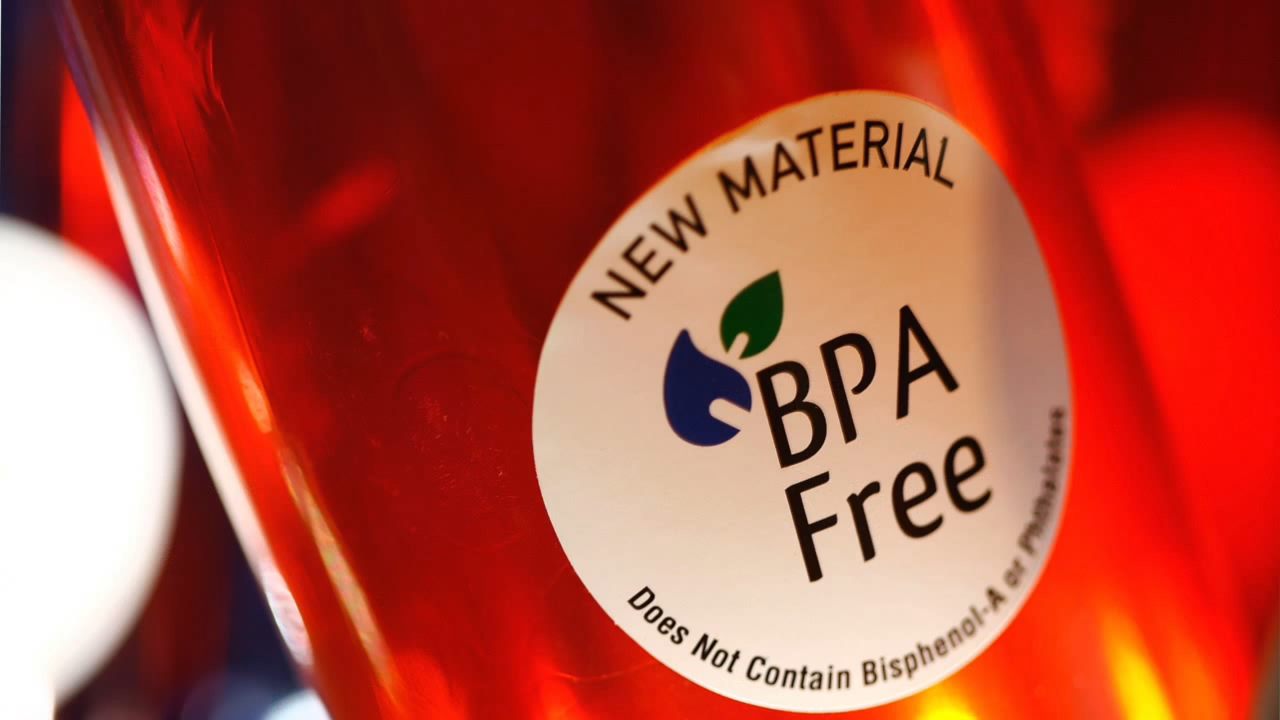 NEW MATERIAL
BPA
Free
Does Not Contain Bisphenol-A or Phthalates